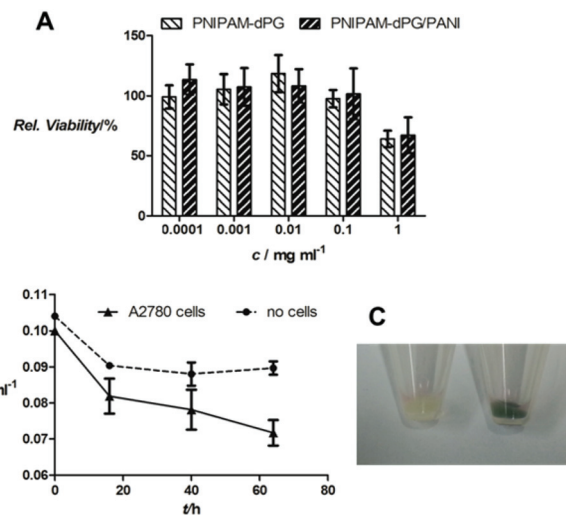 A
PNIPAM-dPG PNIPAM-dPG/PANI
150
100
50
0
Rel. Viability/%
0.0001 0.001 0.01 0.1 1
c / mg ml-1
0.11
0.10
0.09
0.08
0.07
0.06
A2780 cells no cells
0 20 40 60 80
t/h
C